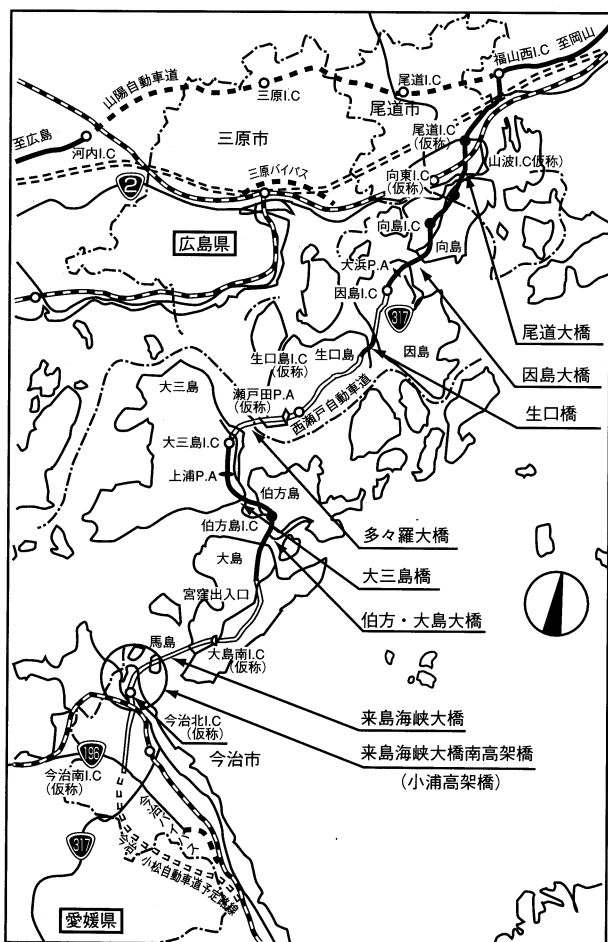 至岡山
福山西I.C
山陽自動車道
尾道I.C
三原I.C
尾道市
三原市
至広島
河内I.C
尾道I.C
(仮称)
山波I.C仮称)
向東I.C
(仮称)
三原バイパス
2
広島県
向島I.C
向島
大浜P.A
因島I.C
317
尾道大橋
生口島
因島
生口島I.C
(仮称)
因島大橋
大三島
瀬戸田P.A
(仮称)
西瀬戸自動車道
生口橋
大三島I.C
上浦P.A
伯方島
伯方島I.C
多々羅大橋
大島
大三島橋
宮窪出入口
伯方・大島大橋
馬島
大島南I.C
(仮称)
来島海峡大橋
今治北I.C
(仮称)
来島海峡大橋南高架橋
(小浦高架橋)
今治市
196
今治南I.C
(仮称)
今治バイパス
317
今治小松自動車道予定路線
愛媛県